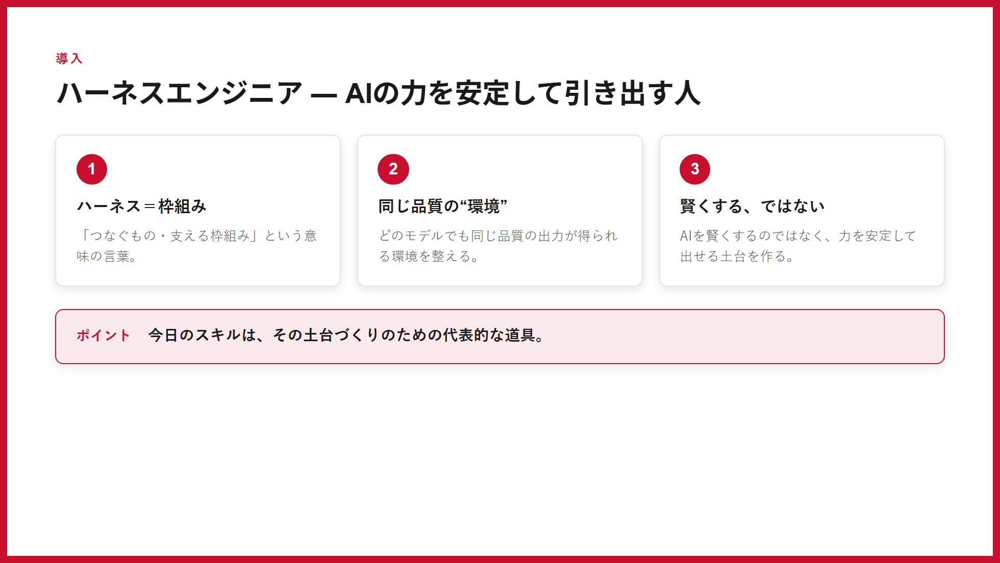 導入
ハーネスエンジニア — AIの力を安定して引き出す人
1
ハーネス＝枠組み
「つなぐもの・支える枠組み」という意
味の言葉。
2
同じ品質の“環境”
どのモデルでも同じ品質の出力が得られ
る環境を整える。
3
賢くする、ではない
AIを賢くするのではなく、力を安定して
出せる土台を作る。
ポイント 今日のスキルは、その土台づくりのための代表的な道具。